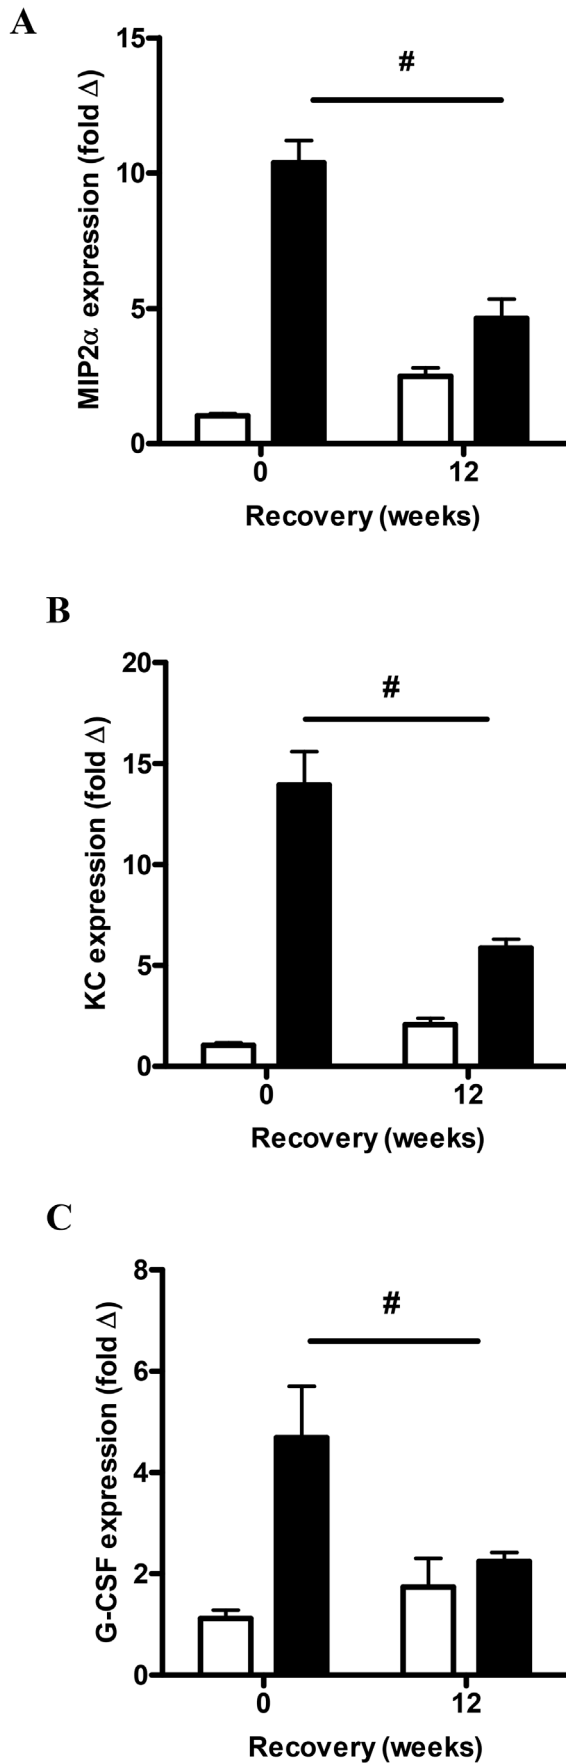 A
MIP2α expression (fold Δ)
15
#
10
5
0
0 12
Recovery (weeks)
B
KC expression (fold Δ)
20
#
15
10
5
0
0 12
Recovery (weeks)
C
G-CSF expression (fold Δ)
8
#
6
4
2
0
0 12
Recovery (weeks)